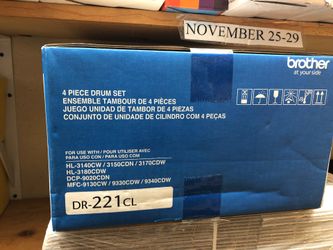 NOVEMBER 25-29
brother
at your side
4 PIECE DRUM SET
ENSEMBLE TAMBOUR DE 4 PIÈCES
JUEGO UNIDAD DE TAMBOR DE 4 PIEZAS
CONJUNTO DE UNIDADE DE CILINDRO COM 4 PEÇAS
FOR USE WITH / POUR UTILISER AVEC
PARA USO CON / PARA USO COM
HL-3140CW / 3150CDN / 3170CDW
HL-3180CDW
DCP-9020CDN
MFC-9130CW / 9330CDW / 9340CDW
DR-221CL